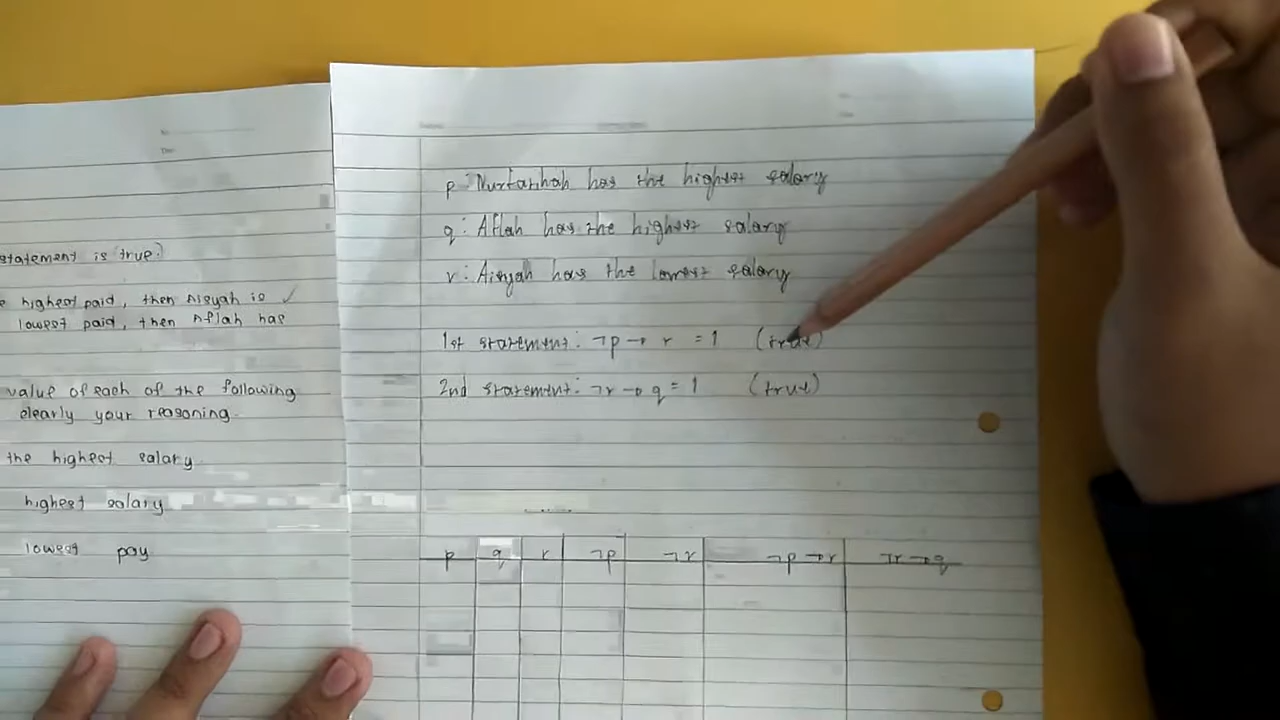 statement is true:
highest paid, then Aisyah is ✓
lowest paid, then Aflah has
value of each of the following
clearly your reasoning.
the highest salary
highest salary
lowest pay
p: Nurfarihah has the highest salary
q: Aflah has the highest salary
r: Aisyah has the lowest salary
1st statement: ¬p → r = 1 (true)
2nd statement: ¬r → q = 1 (true)
p q r ¬p ¬r ¬p → r ¬r → q